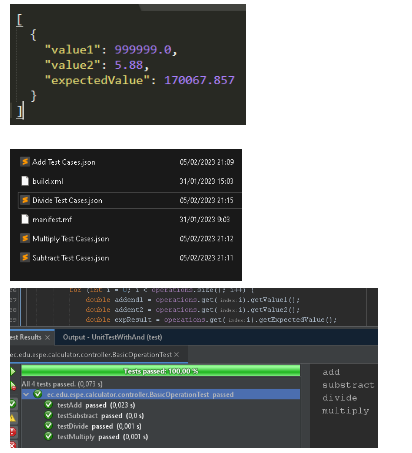 [
{
"value1": 999999.0,
"value2": 5.88,
"expectedValue": 170067.857
}
]
Add Test Cases.json 05/02/2023 21:09
build.xml 31/01/2023 15:03
Divide Test Cases.json 05/02/2023 21:15
manifest.mf 31/01/2023 9:03
Multiply Test Cases.json 05/02/2023 21:12
Subtract Test Cases.json 05/02/2023 21:11
for (int i = 0; i < operations.size(); i++) {
double addend1 = operations.get( index: i).getValue1();
double addent2 = operations.get( index: i).getValue2();
double expResult = operations.get( index: i).getExpectedValue();
est Results × Output - UnitTestWithAnd (test)
ec.edu.espe.calculator.controller.BasicOperationTest ×
Tests passed: 100,00 %
All 4 tests passed. (0,073 s)
ec.edu.espe.calculator.controller.BasicOperationTest passed
testAdd passed (0,023 s)
testSubstract passed (0,0 s)
testDivide passed (0,001 s)
testMultiply passed (0,001 s)
add
substract
divide
multiply